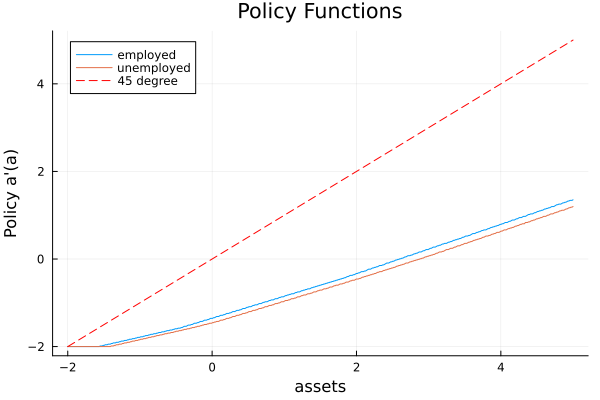 Policy Functions
employed
unemployed
45 degree
4
2
0
−2
Policy a'(a)
−2
0
2
4
assets